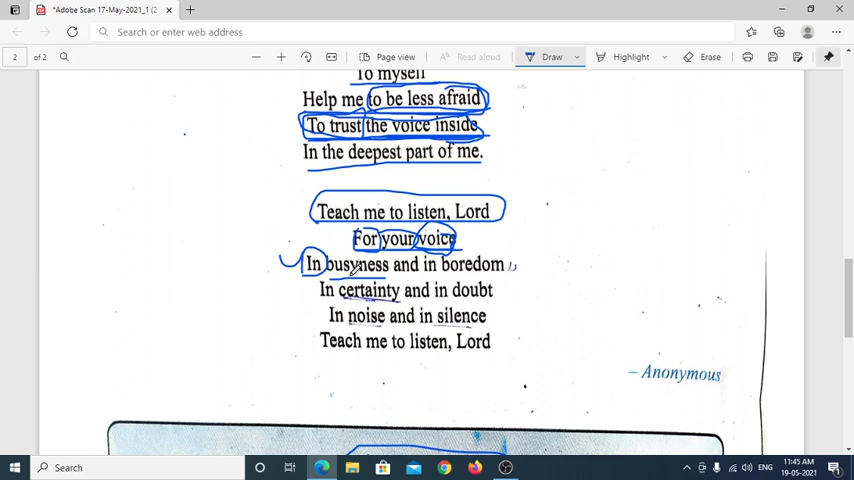 *Adobe Scan 17-May-2021_1 (2
Search or enter web address
2 of 2
Page view
Read aloud
Draw
Highlight
Erase
To myself
Help me to be less afraid
To trust the voice inside
In the deepest part of me.
Teach me to listen, Lord
For your voice
In busyness and in boredom
In certainty and in doubt
In noise and in silence
Teach me to listen, Lord
– Anonymous
Search
ENG
11:45 AM
19-05-2021